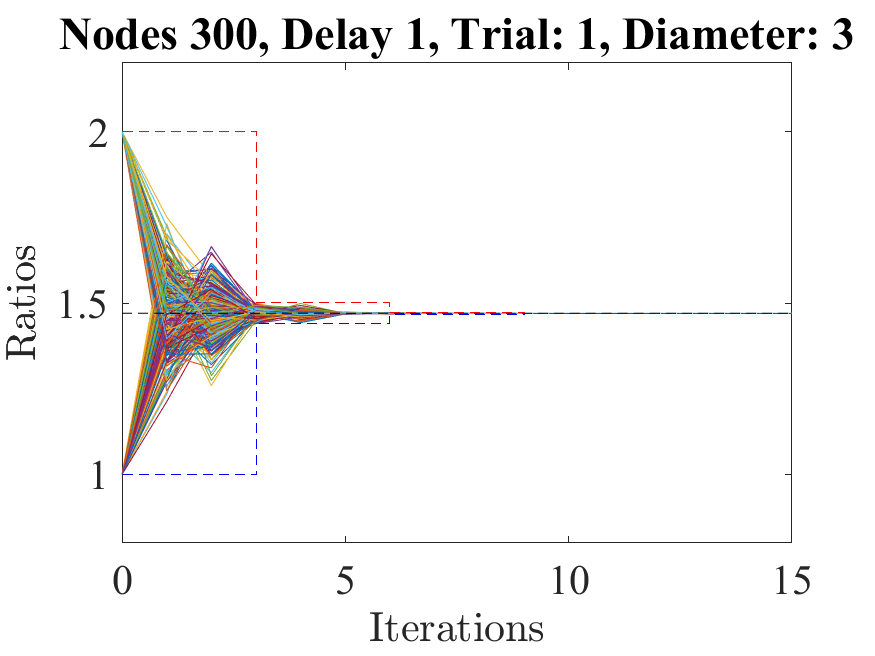 Nodes 300, Delay 1, Trial: 1, Diameter: 3
2
1.5
1
Ratios
0 5 10 15
Iterations